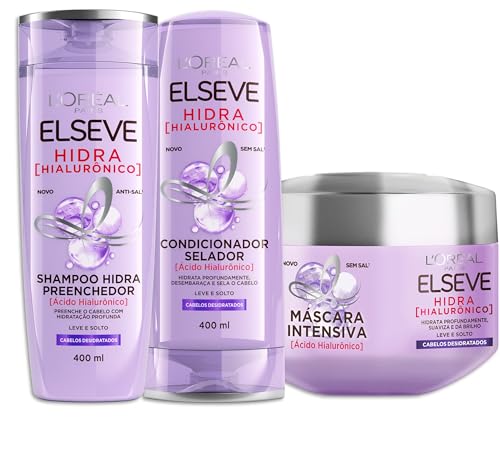 L'ORÉAL
PARIS
ELSEVE
HIDRA
[HIALURÔNICO]
NOVO
ANTI-SAL¹
SHAMPOO HIDRA
PREENCHEDOR
[Ácido Hialurônico]
PREENCHE O CABELO COM
HIDRATAÇÃO PROFUNDA
LEVE E SOLTO
CABELOS DESIDRATADOS
400 ml
L'ORÉAL
PARIS
ELSEVE
HIDRA
[HIALURÔNICO]
NOVO
SEM SAL¹
CONDICIONADOR
SELADOR
[Ácido Hialurônico]
HIDRATA PROFUNDAMENTE,
DESEMBARAÇA E SELA O CABELO
LEVE E SOLTO
CABELOS DESIDRATADOS
400 ml
NOVO
SEM SAL¹
MÁSCARA
INTENSIVA
[Ácido Hialurônico]
L'ORÉAL
PARIS
ELSEVE
HIDRA
[HIALURÔNICO]
HIDRATA PROFUNDAMENTE,
SUAVIZA E DÁ BRILHO
LEVE E SOLTO
CABELOS DESIDRATADOS